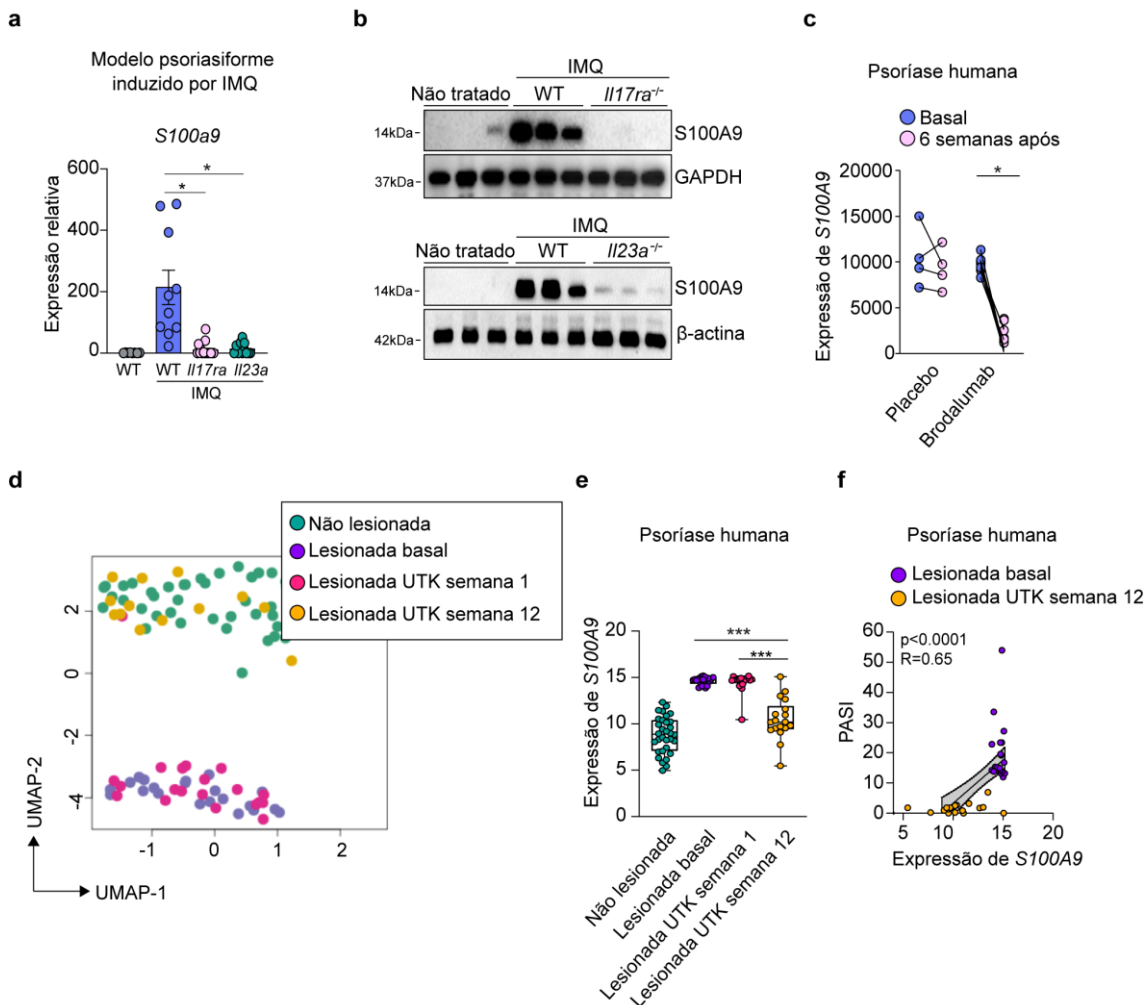 a
Modelo psoriasiforme
induzido por IMQ
S100a9
*
*
Expressão relativa
600
400
200
0
WT
WT
Il17ra
Il23a
IMQ
b
IMQ
Não tratado
WT
Il17ra-/-
14kDa
S100A9
37kDa
GAPDH
IMQ
Não tratado
WT
Il23a-/-
14kDa
S100A9
42kDa
β-actina
c
Psoríase humana
Basal
6 semanas após
*
Expressão de S100A9
20000
15000
10000
5000
0
Placebo
Brodalumab
d
Não lesionada
Lesionada basal
Lesionada UTK semana 1
Lesionada UTK semana 12
2
0
-2
-4
-1
0
1
2
UMAP-2
UMAP-1
e
Psoríase humana
***
***
Expressão de S100A9
20
15
10
5
0
Não lesionada
Lesionada basal
Lesionada UTK semana 1
Lesionada UTK semana 12
f
Psoríase humana
Lesionada basal
Lesionada UTK semana 12
p<0.0001
R=0.65
PASI
60
50
40
30
20
10
0
5
10
15
20
Expressão de S100A9